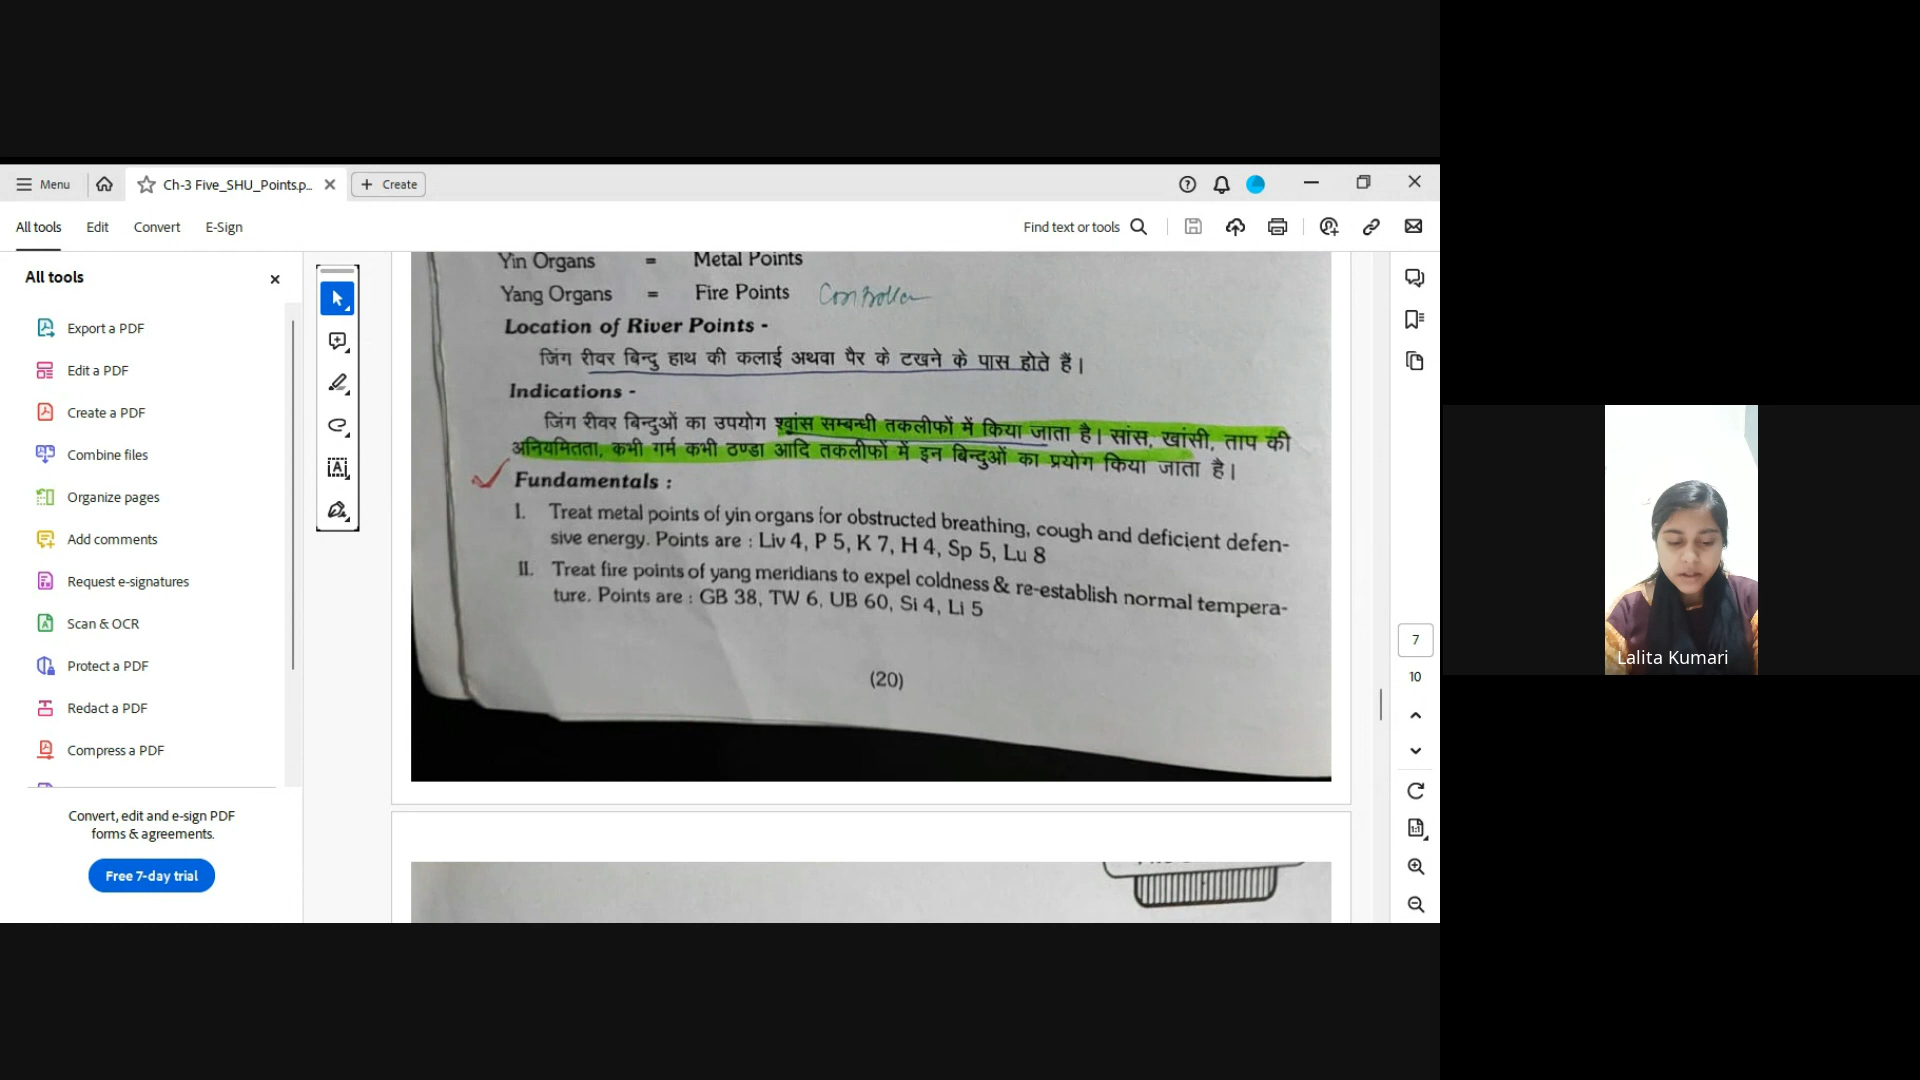 Menu
Ch-3 Five_SHU_Points.p...
Create
All tools
Edit
Convert
E-Sign
Find text or tools
All tools
Export a PDF
Edit a PDF
Create a PDF
Combine files
Organize pages
Add comments
Request e-signatures
Scan & OCR
Protect a PDF
Redact a PDF
Compress a PDF
Convert, edit and e-sign PDF
forms & agreements.
Free 7-day trial
Yin Organs = Metal Points
Yang Organs = Fire Points Controller
Location of River Points -
जिंग रीवर बिन्दु हाथ की कलाई अथवा पैर के टखने के पास होते हैं।
Indications -
जिंग रीवर बिन्दुओं का उपयोग श्वांस सम्बन्धी तकलीफों में किया जाता है। सांस, खांसी, ताप की
अनियमितता, कभी गर्म कभी ठण्डा आदि तकलीफों में इन बिन्दुओं का प्रयोग किया जाता है।
Fundamentals :
I. Treat metal points of yin organs for obstructed breathing, cough and deficient defen-
sive energy. Points are : Liv 4, P 5, K 7, H 4, Sp 5, Lu 8
II. Treat fire points of yang meridians to expel coldness & re-establish normal tempera-
ture. Points are : GB 38, TW 6, UB 60, Si 4, Li 5
(20)
7
10
Lalita Kumari